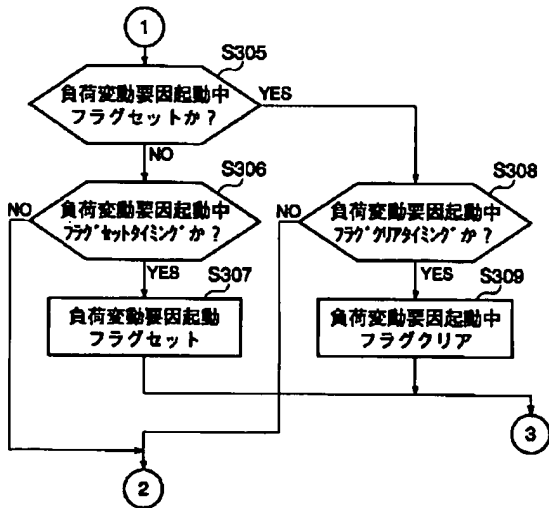 1
S305
負荷変動要因起動中
フラグセットか?
YES
NO
S306
負荷変動要因起動中
フラグセットタイミングか?
NO
YES
S308
負荷変動要因起動中
フラグクリアタイミングか?
NO
YES
S307
負荷変動要因起動
フラグセット
S309
負荷変動要因起動中
フラグクリア
3
2